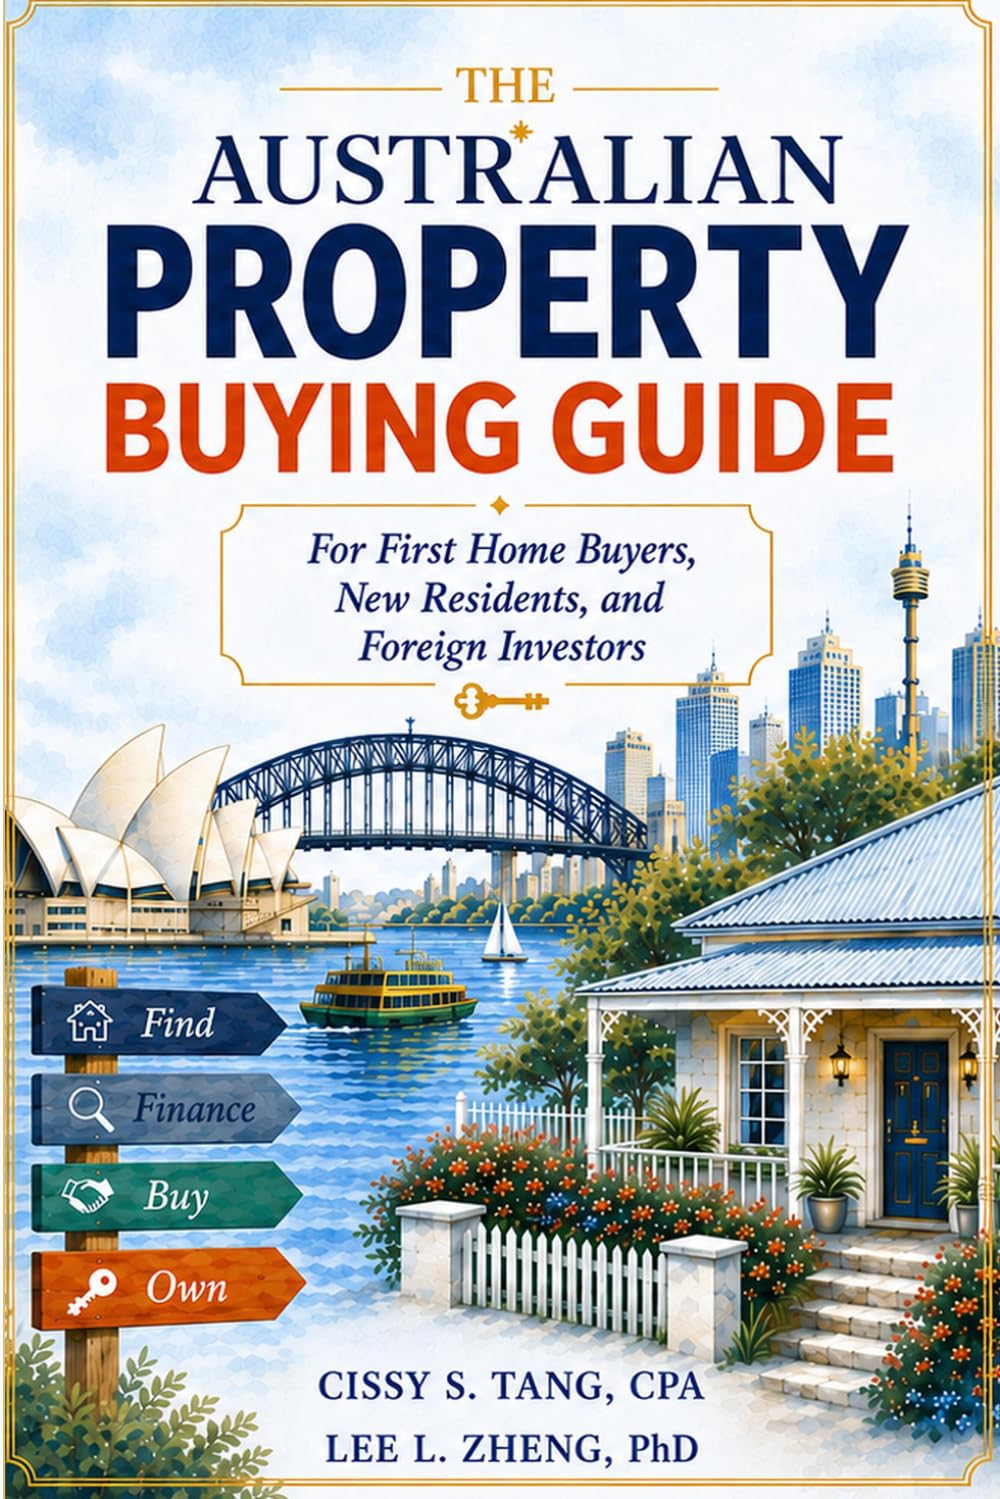 THE
AUSTRALIAN
PROPERTY
BUYING GUIDE
For First Home Buyers,
New Residents, and
Foreign Investors
Find
Finance
Buy
Own
CISSY S. TANG, CPA
LEE L. ZHENG, PhD